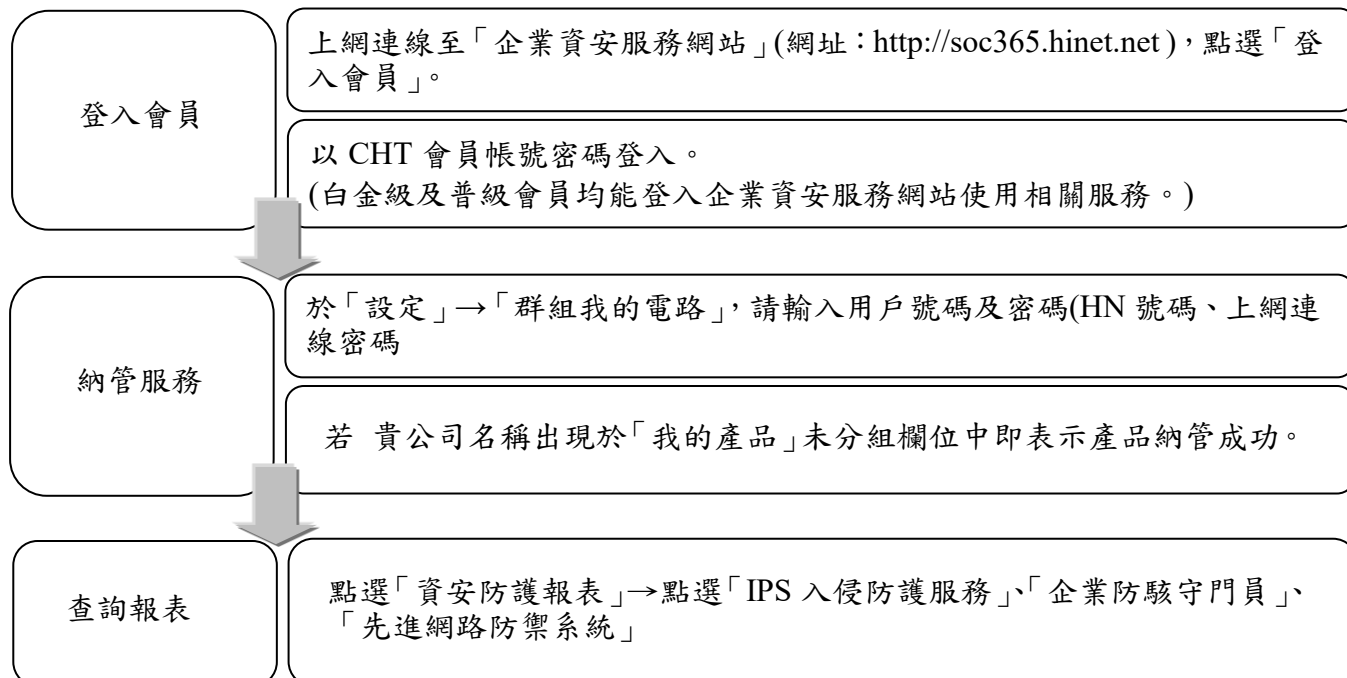 登入會員
上網連線至「企業資安服務網站」(網址：http://soc365.hinet.net )，點選「登
入會員」。
以 CHT 會員帳號密碼登入。
(白金級及普級會員均能登入企業資安服務網站使用相關服務。)
納管服務
於「設定」→「群組我的電路」，請輸入用戶號碼及密碼(HN 號碼、上網連
線密碼
若 貴公司名稱出現於「我的產品」未分組欄位中即表示產品納管成功。
查詢報表
點選「資安防護報表」→點選「IPS 入侵防護服務」、「企業防駭守門員」、
「先進網路防禦系統」